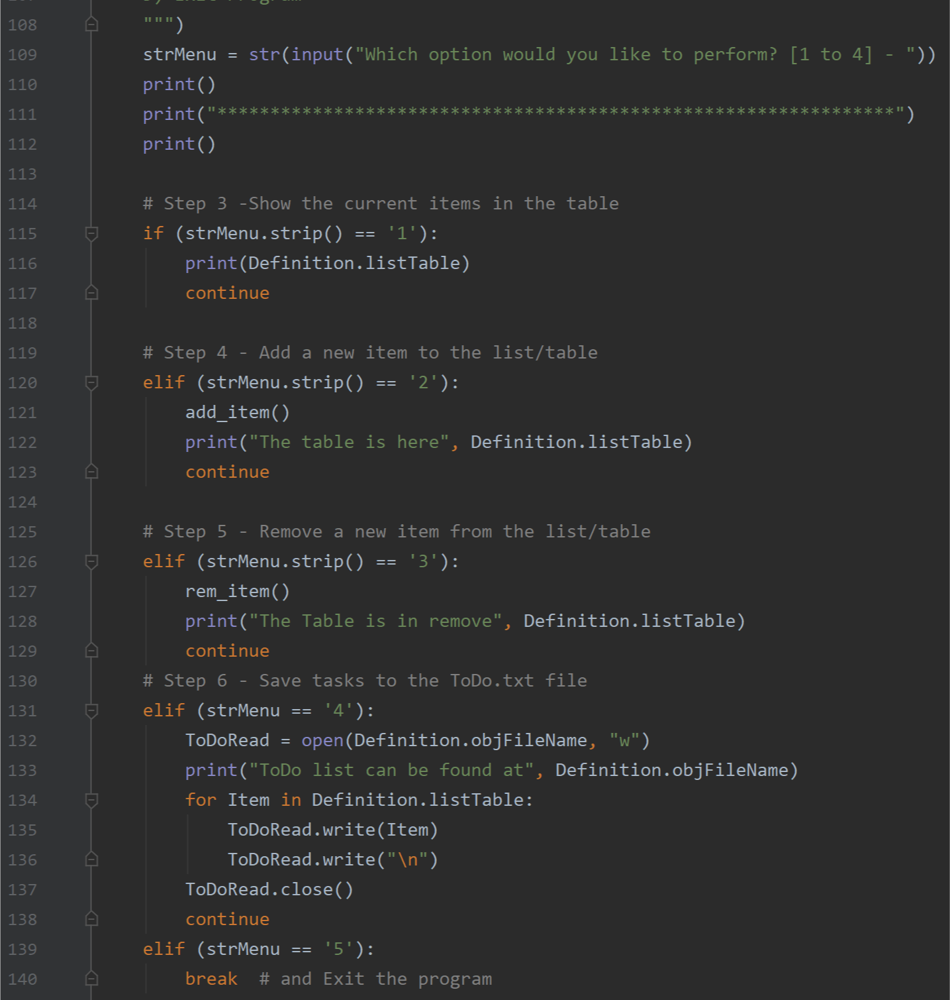 108 """)
109 strMenu = str(input("Which option would you like to perform? [1 to 4] - "))
110 print()
111 print("****************************************************************")
112 print()
113
114 # Step 3 -Show the current items in the table
115 if (strMenu.strip() == '1'):
116 print(Definition.listTable)
117 continue
118
119 # Step 4 - Add a new item to the list/table
120 elif (strMenu.strip() == '2'):
121 add_item()
122 print("The table is here", Definition.listTable)
123 continue
124
125 # Step 5 - Remove a new item from the list/table
126 elif (strMenu.strip() == '3'):
127 rem_item()
128 print("The Table is in remove", Definition.listTable)
129 continue
130 # Step 6 - Save tasks to the ToDo.txt file
131 elif (strMenu == '4'):
132 ToDoRead = open(Definition.objFileName, "w")
133 print("ToDo list can be found at", Definition.objFileName)
134 for Item in Definition.listTable:
135 ToDoRead.write(Item)
136 ToDoRead.write("\n")
137 ToDoRead.close()
138 continue
139 elif (strMenu == '5'):
140 break # and Exit the program